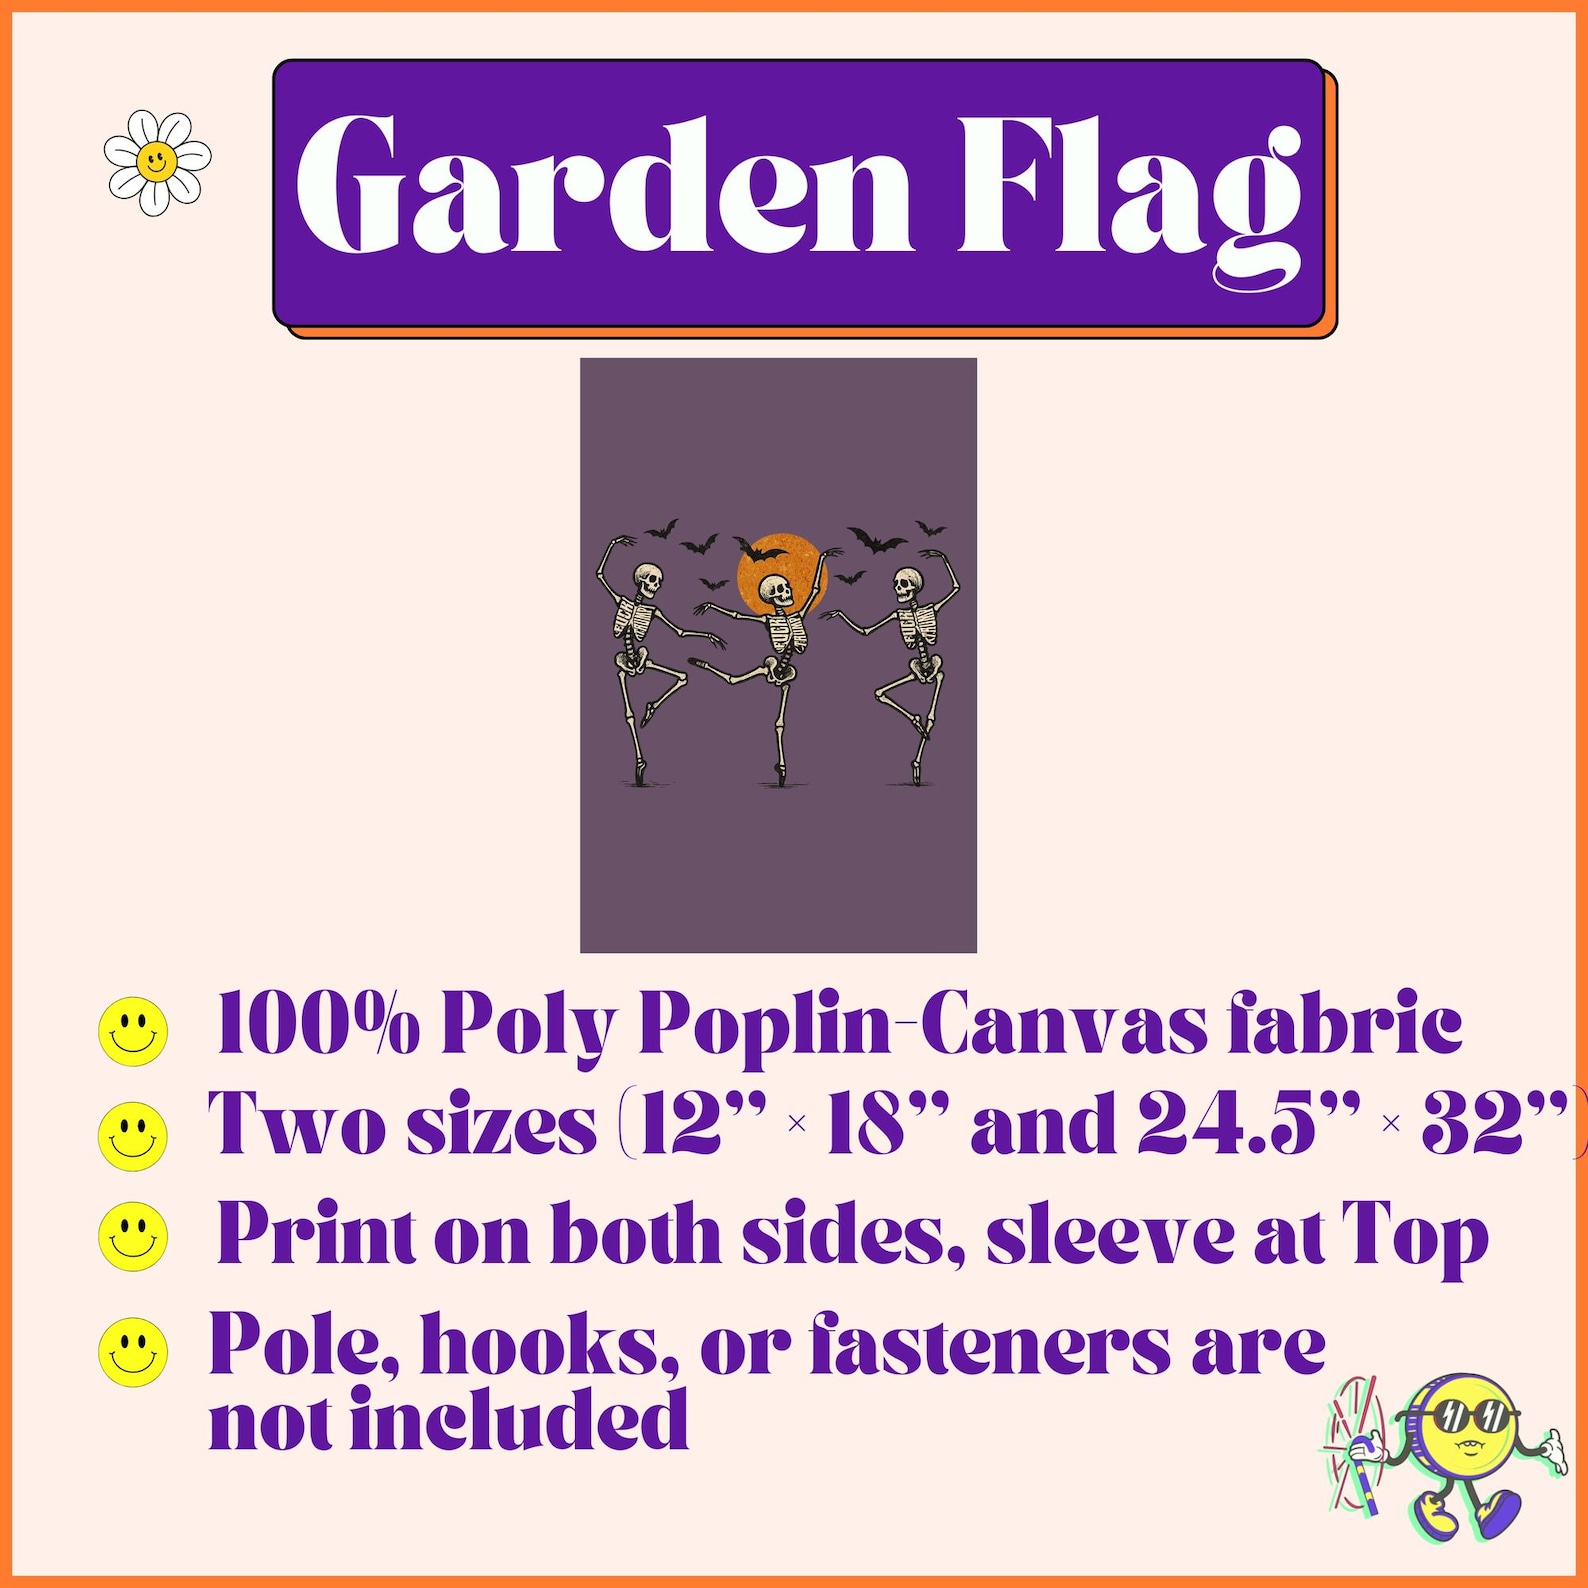 Garden Flag
100% Poly Poplin-Canvas fabric
Two sizes (12” × 18” and 24.5” × 32”)
Print on both sides, sleeve at Top
Pole, hooks, or fasteners are
not included